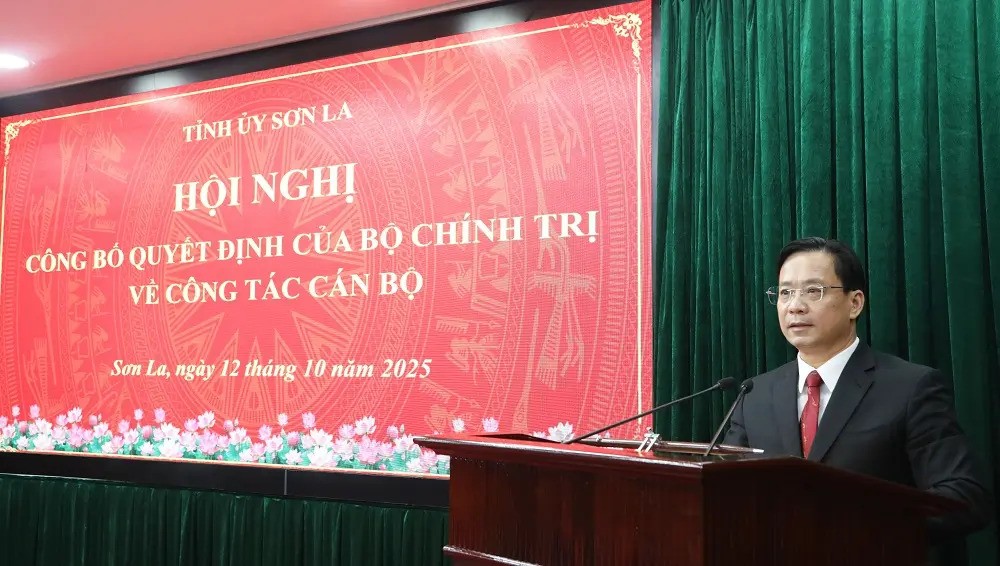 TỈNH ỦY SƠN LA
HỘI NGHỊ
CÔNG BỐ QUYẾT ĐỊNH CỦA BỘ CHÍNH TRỊ
VỀ CÔNG TÁC CÁN BỘ
Sơn La, ngày 12 tháng 10 năm 2025